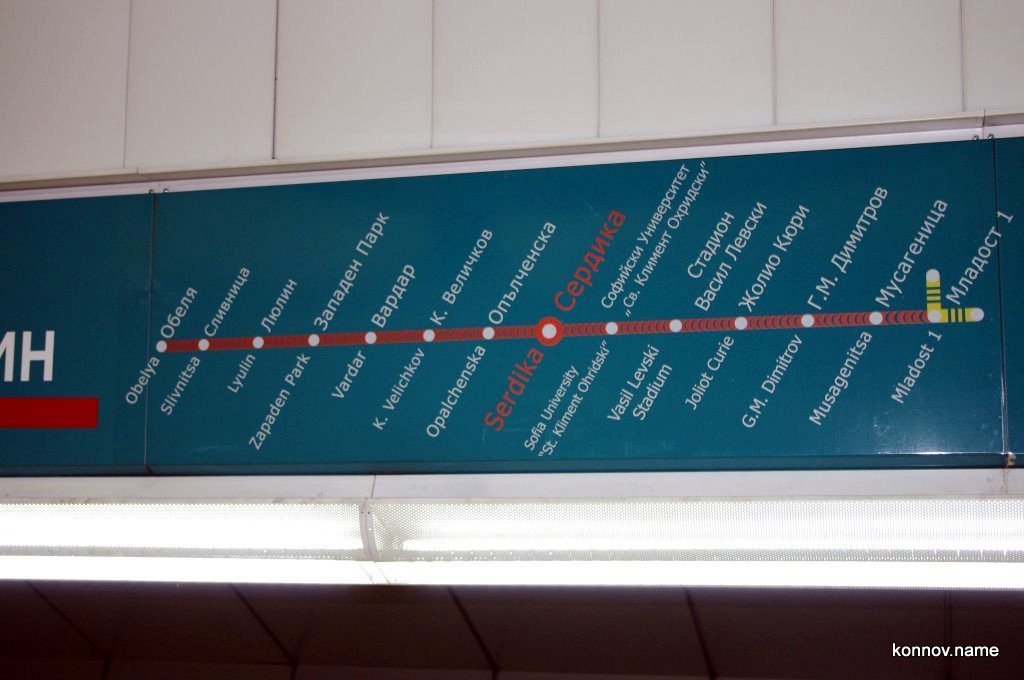 ИН
Обеля
Сливница
Люлин
Западен Парк
Вардар
К. Величков
Опълченска
Сердика
Софийски Университет
„Св. Климент Охридски“
Стадион
Васил Левски
Жолио Кюри
Г.М. Димитров
Мусагеница
Младост 1
Obelya
Slivnitsa
Lyulin
Zapaden Park
Vardar
K. Velichkov
Opalchenska
Serdika
Sofia University
"St. Kliment Ohridski"
Vasil Levski
Stadium
Joliot Curie
G.M. Dimitrov
Musagenitsa
Mladost 1
konnov.name